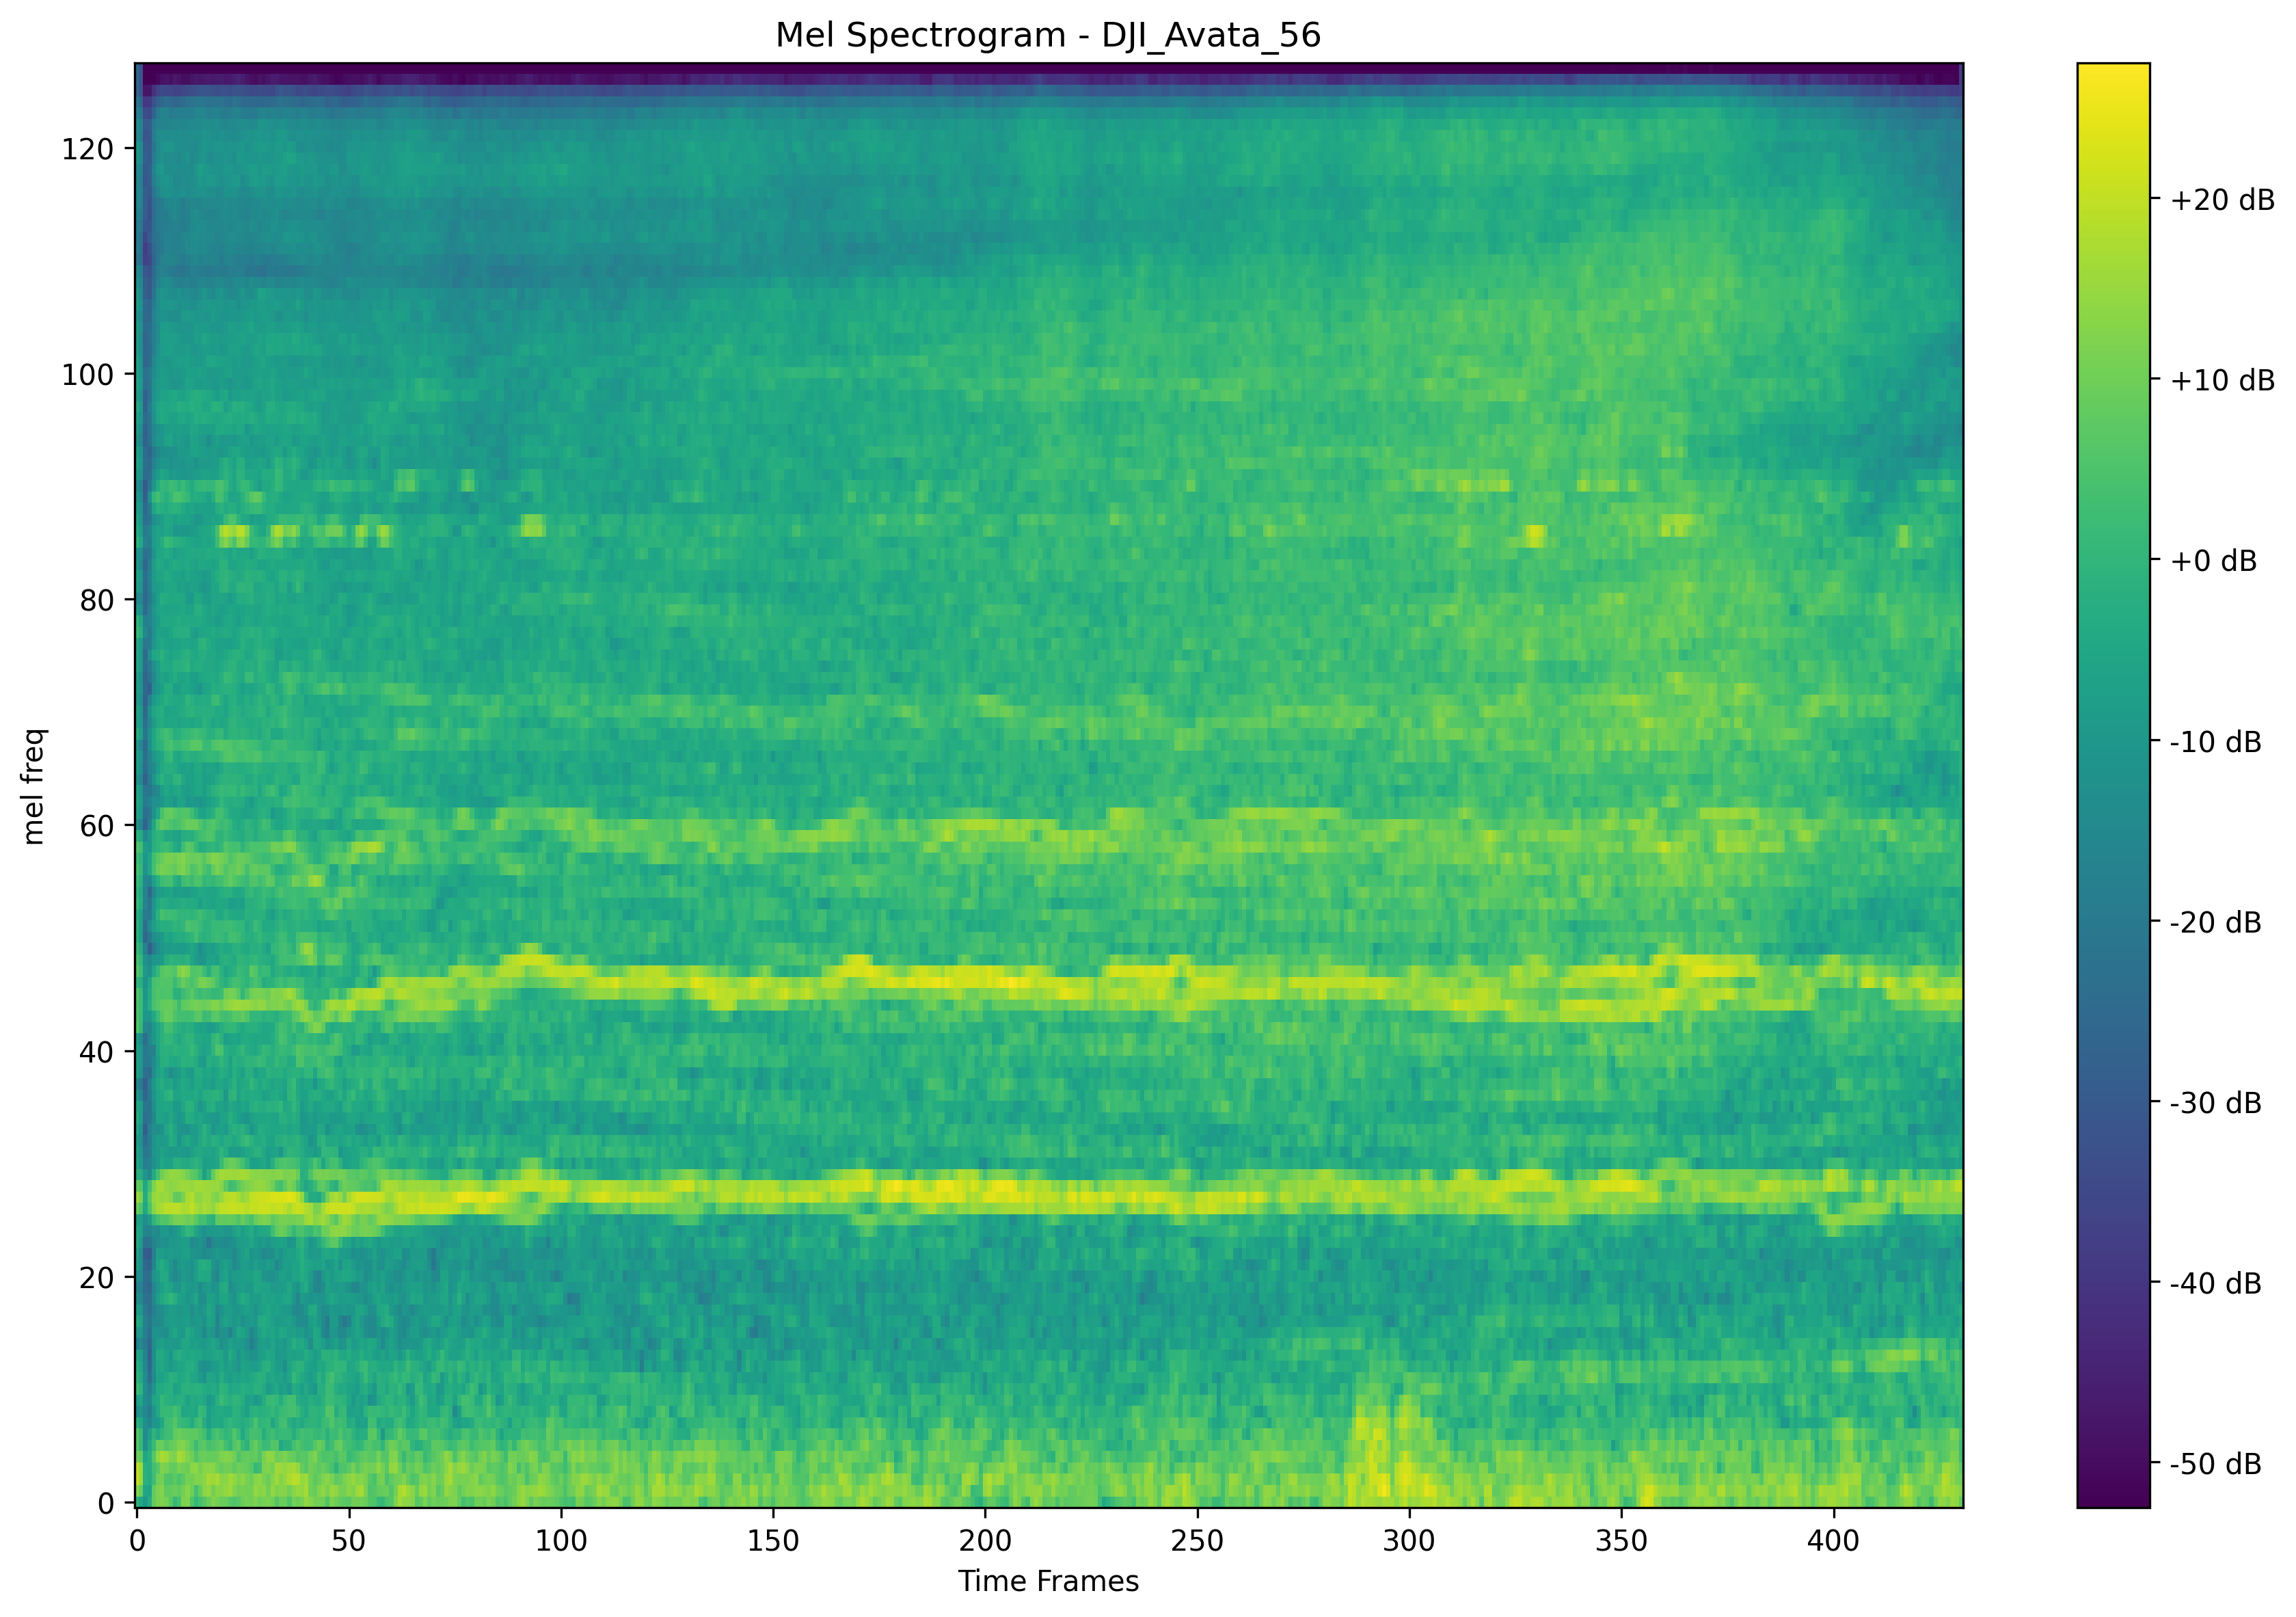 Mel Spectrogram - DJI_Avata_56
mel freq
120
100
80
60
40
20
0
0 50 100 150 200 250 300 350 400
Time Frames
+20 dB
+10 dB
+0 dB
-10 dB
-20 dB
-30 dB
-40 dB
-50 dB